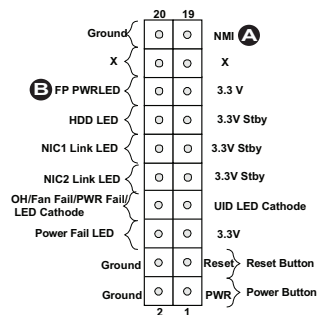 20 19
Ground NMI A
X X
B FP PWRLED 3.3 V
HDD LED 3.3V Stby
NIC1 Link LED 3.3V Stby
NIC2 Link LED 3.3V Stby
OH/Fan Fail/PWR Fail/
LED Cathode UID LED Cathode
Power Fail LED 3.3V
Ground Reset Reset Button
Ground PWR Power Button
2 1